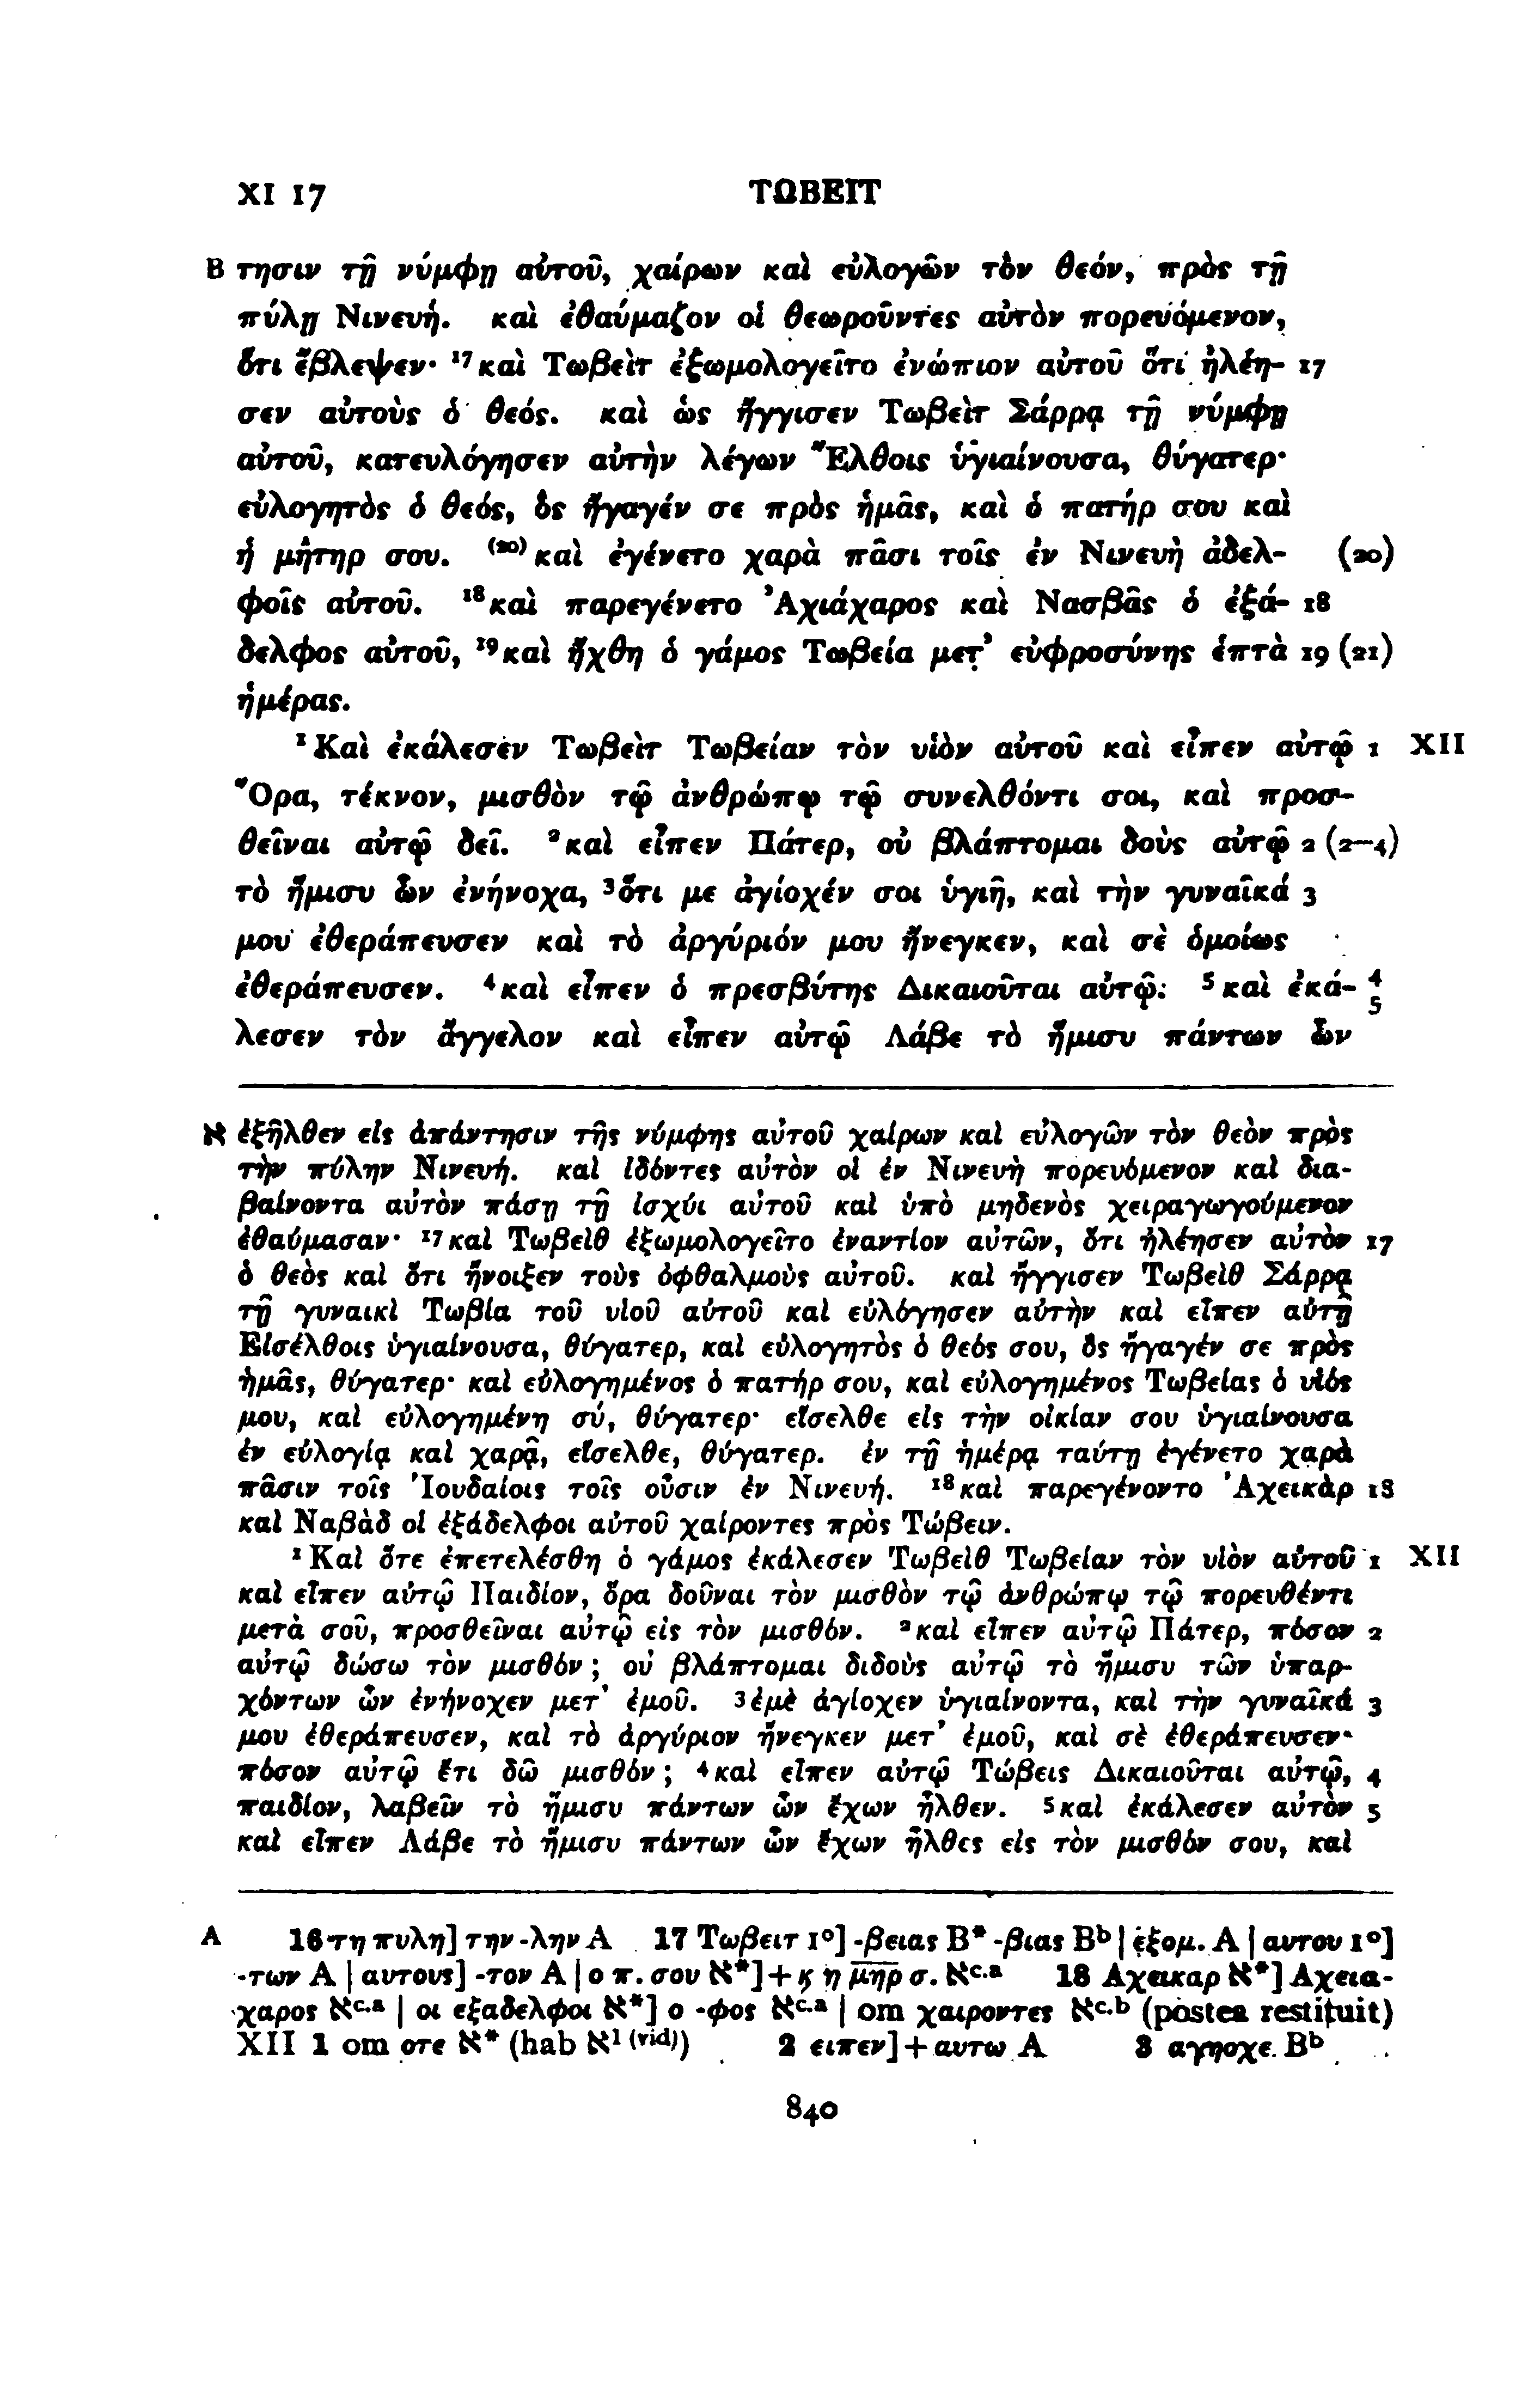 XI 17 ΤΩΒΕΙΤ
B τησιν τῇ νύμφῃ αὐτοῦ, χαίρων καὶ εὐλογῶν τὸν θεόν, πρὸς τῇ
πύλῃ Νινευή. καὶ ἐθαύμαζον οἱ θεωροῦντες αὐτὸν πορευόμενον,
ὅτι ἔβλεψεν· ¹⁷καὶ Τωβεὶτ ἐξωμολογεῖτο ἐνώπιον αὐτοῦ ὅτι ἠλέη- 17
σεν αὐτοὺς ὁ θεός. καὶ ὡς ἤγγισεν Τωβεὶτ Σάρρᾳ τῇ νύμφῃ
αὐτοῦ, κατευλόγησεν αὐτὴν λέγων Ἔλθοις ὑγιαίνουσα, θύγατερ·
εὐλογητὸς ὁ θεός, ὃς ἤγαγέν σε πρὸς ἡμᾶς, καὶ ὁ πατήρ σου καὶ
ἡ μήτηρ σου. ⁽²⁰⁾καὶ ἐγένετο χαρὰ πᾶσι τοῖς ἐν Νινευὴ ἀδελ- (20)
φοῖς αὐτοῦ. ¹⁸καὶ παρεγένετο Ἀχιάχαρος καὶ Νασβᾶς ὁ ἐξά- 18
δελφος αὐτοῦ, ¹⁹καὶ ἤχθη ὁ γάμος Τωβεία μετ’ εὐφροσύνης ἑπτὰ 19 (21)
ἡμέρας.
¹Καὶ ἐκάλεσεν Τωβεὶτ Τωβείαν τὸν υἱὸν αὐτοῦ καὶ εἶπεν αὐτῷ 1 XII
Ὅρα, τέκνον, μισθὸν τῷ ἀνθρώπῳ τῷ συνελθόντι σοι, καὶ προσ-
θεῖναι αὐτῷ δεῖ. ²καὶ εἶπεν Πάτερ, οὐ βλάπτομαι δοὺς αὐτῷ 2 (2—4)
τὸ ἥμισυ ὧν ἐνήνοχα, ³ὅτι με ἀγίοχέν σοι ὑγιῆ, καὶ τὴν γυναῖκά 3
μου ἐθεράπευσεν καὶ τὸ ἀργύριόν μου ἤνεγκεν, καὶ σὲ ὁμοίως
ἐθεράπευσεν. ⁴καὶ εἶπεν ὁ πρεσβύτης Δικαιοῦται αὐτῷ: ⁵καὶ ἐκά- 4 5
λεσεν τὸν ἄγγελον καὶ εἶπεν αὐτῷ Λάβε τὸ ἥμισυ πάντων ὧν
א ἐξῆλθεν εἰς ἀπάντησιν τῆς νύμφης αὐτοῦ χαίρων καὶ εὐλογῶν τὸν θεὸν πρὸς
τὴν πύλην Νινευή. καὶ ἰδόντες αὐτὸν οἱ ἐν Νινευὴ πορευόμενον καὶ δια-
βαίνοντα αὐτὸν πάσῃ τῇ ἰσχύι αὐτοῦ καὶ ὑπὸ μηδενὸς χειραγωγούμενον
ἐθαύμασαν· ¹⁷καὶ Τωβεὶθ ἐξωμολογεῖτο ἐναντίον αὐτῶν, ὅτι ἠλέησεν αὐτὸν 17
ὁ θεὸς καὶ ὅτι ἤνοιξεν τοὺς ὀφθαλμοὺς αὐτοῦ. καὶ ἤγγισεν Τωβεὶθ Σάρρᾳ
τῇ γυναικὶ Τωβία τοῦ υἱοῦ αὐτοῦ καὶ εὐλόγησεν αὐτὴν καὶ εἶπεν αὐτῇ
Εἰσέλθοις ὑγιαίνουσα, θύγατερ, καὶ εὐλογητὸς ὁ θεός σου, ὃς ἤγαγέν σε πρὸς
ἡμᾶς, θύγατερ· καὶ εὐλογημένος ὁ πατήρ σου, καὶ εὐλογημένος Τωβείας ὁ υἱός
μου, καὶ εὐλογημένη σύ, θύγατερ· εἴσελθε εἰς τὴν οἰκίαν σου ὑγιαίνουσα
ἐν εὐλογίᾳ καὶ χαρᾷ, εἴσελθε, θύγατερ. ἐν τῇ ἡμέρᾳ ταύτῃ ἐγένετο χαρὰ
πᾶσιν τοῖς Ἰουδαίοις τοῖς οὖσιν ἐν Νινευή. ¹⁸καὶ παρεγένοντο Ἀχεικὰρ 18
καὶ Ναβὰδ οἱ ἐξάδελφοι αὐτοῦ χαίροντες πρὸς Τώβειν.
¹Καὶ ὅτε ἐπετελέσθη ὁ γάμος ἐκάλεσεν Τωβεὶθ Τωβείαν τὸν υἱὸν αὐτοῦ 1 XII
καὶ εἶπεν αὐτῷ Παιδίον, ὅρα δοῦναι τὸν μισθὸν τῷ ἀνθρώπῳ τῷ πορευθέντι
μετὰ σοῦ, προσθεῖναι αὐτῷ εἰς τὸν μισθόν. ²καὶ εἶπεν αὐτῷ Πάτερ, πόσον 2
αὐτῷ δώσω τὸν μισθόν; οὐ βλάπτομαι διδοὺς αὐτῷ τὸ ἥμισυ τῶν ὑπαρ-
χόντων ὧν ἐνήνοχεν μετ’ ἐμοῦ. ³ἐμὲ ἀγίοχεν ὑγιαίνοντα, καὶ τὴν γυναῖκά 3
μου ἐθεράπευσεν, καὶ τὸ ἀργύριον ἤνεγκεν μετ’ ἐμοῦ, καὶ σὲ ἐθεράπευσεν·
πόσον αὐτῷ ἔτι δῶ μισθόν; ⁴καὶ εἶπεν αὐτῷ Τώβεις Δικαιοῦται αὐτῷ, 4
παιδίον, λαβεῖν τὸ ἥμισυ πάντων ὧν ἔχων ἦλθεν. ⁵καὶ ἐκάλεσεν αὐτὸν 5
καὶ εἶπεν Λάβε τὸ ἥμισυ πάντων ὧν ἔχων ἦλθες εἰς τὸν μισθόν σου, καὶ
A 16 τη πυλη] την -λην A 17 Τωβειτ 1°] -βειας B* -βιας Bᵇ | εξομ. A | αυτου 1°]
-των A | αυτους] -τον A | ο π. σου א*] + ϗ η μηρ σ. אᶜ·ᵃ 18 Αχεικαρ א*] Αχεια-
χαρος אᶜ·ᵃ | οι εξαδελφοι א*] ο -φος אᶜ·ᵃ | om χαιροντες אᶜ·ᵇ (postea restituit)
XII 1 om οτε א* (hab א¹ ⁽ᵛⁱᵈ⁾) 2 ειπεν] + αυτω A 3 αγηοχε Bᵇ
840